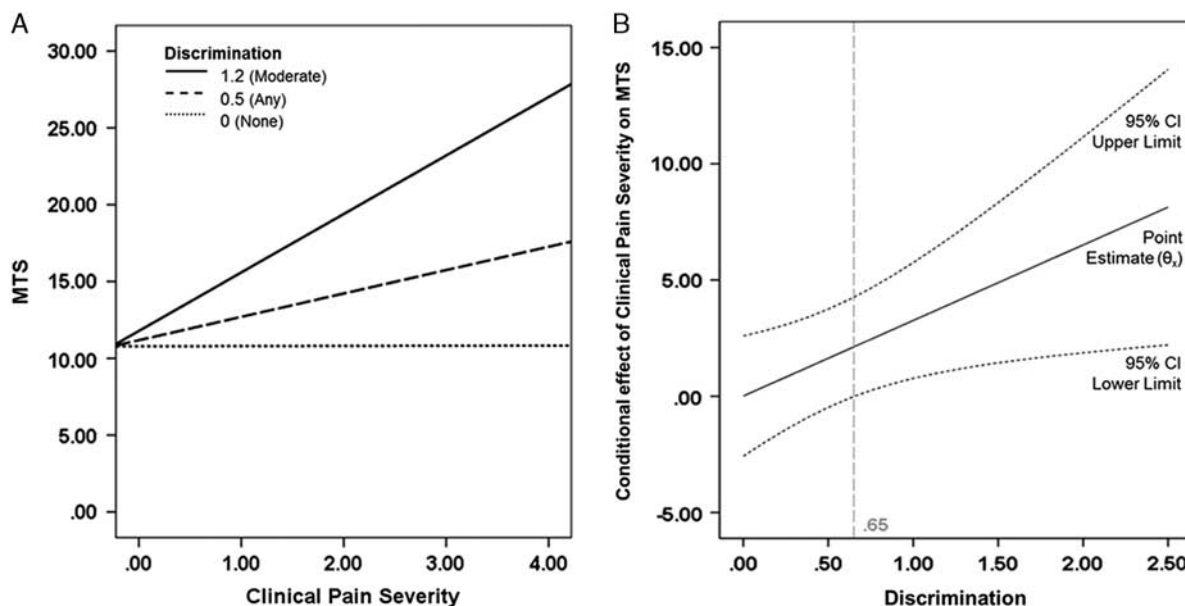 A
MTS
30.00
25.00
20.00
15.00
10.00
5.00
.00
Discrimination
1.2 (Moderate)
0.5 (Any)
0 (None)
.00 1.00 2.00 3.00 4.00
Clinical Pain Severity
B
Conditional effect of Clinical Pain Severity on MTS
15.00
10.00
5.00
.00
-5.00
95% CI
Upper Limit
Point
Estimate (θₓ)
95% CI
Lower Limit
.65
.00 .50 1.00 1.50 2.00 2.50
Discrimination